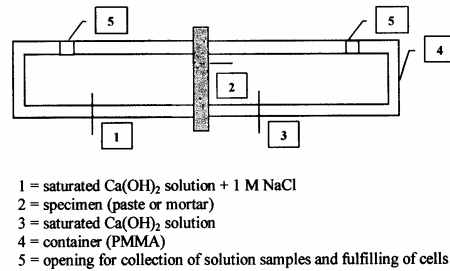 5
5
4
2
1
3
1 = saturated Ca(OH)₂ solution + 1 M NaCl
2 = specimen (paste or mortar)
3 = saturated Ca(OH)₂ solution
4 = container (PMMA)
5 = opening for collection of solution samples and fulfilling of cells